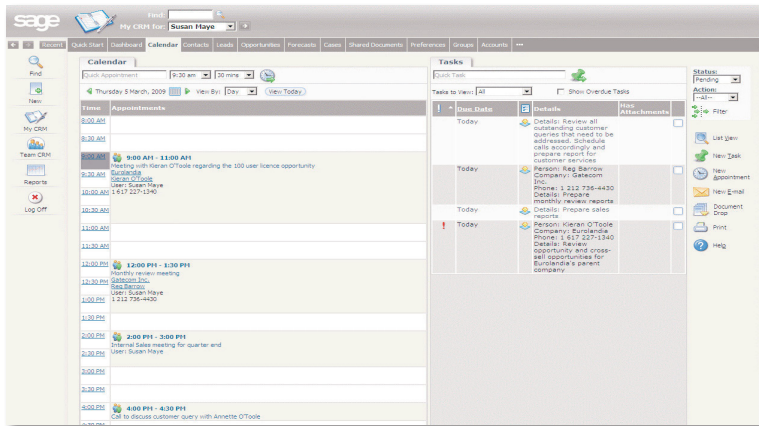 sage
Find:
My CRM for: Susan Maye
Recent Quick Start Dashboard Calendar Contacts Leads Opportunities Forecasts Cases Shared Documents Preferences Groups Accounts •••
Find
New
My CRM
Team CRM
Reports
Log Off
Calendar
Quick Appointment 9:30 am 30 mins
Thursday 5 March, 2009 View By: Day View Today
Time Appointments
8:00 AM
8:30 AM
9:00 AM 9:00 AM - 11:00 AM
Meeting with Kieran O'Toole regarding the 100 user licence opportunity
9:30 AM Eurolandia
Kieran O'Toole
User: Susan Maye
10:00 AM 1 617 227-1340
10:30 AM
11:00 AM
11:30 AM
12:00 PM 12:00 PM - 1:30 PM
Monthly review meeting
12:30 PM Gatecom Inc.
Reg Barrow
User: Susan Maye
1:00 PM 1 212 736-4430
1:30 PM
2:00 PM 2:00 PM - 3:00 PM
Internal Sales meeting for quarter end
2:30 PM User: Susan Maye
3:00 PM
3:30 PM
4:00 PM 4:00 PM - 4:30 PM
Call to discuss customer query with Annette O'Toole
4:30 PM
Tasks
Quick Task
Tasks to View: All Show Overdue Tasks
! Due Date Details Has
Attachments
Today Details: Review all
outstanding customer
queries that need to be
addressed. Schedule
calls accordingly and
prepare report for
customer services
Today Person: Reg Barrow
Company: Gatecom
Inc.
Phone: 1 212 736-4430
Details: Prepare
monthly review reports
Today Details: Prepare sales
reports
! Today Person: Kieran O'Toole
Company: Eurolandia
Phone: 1 617 227-1340
Details: Review
opportunity and cross-
sell opportunities for
Eurolandia's parent
company
Status:
Pending
Action:
--All--
Filter
List View
New Task
New
Appointment
New E-mail
Document
Drop
Print
Help